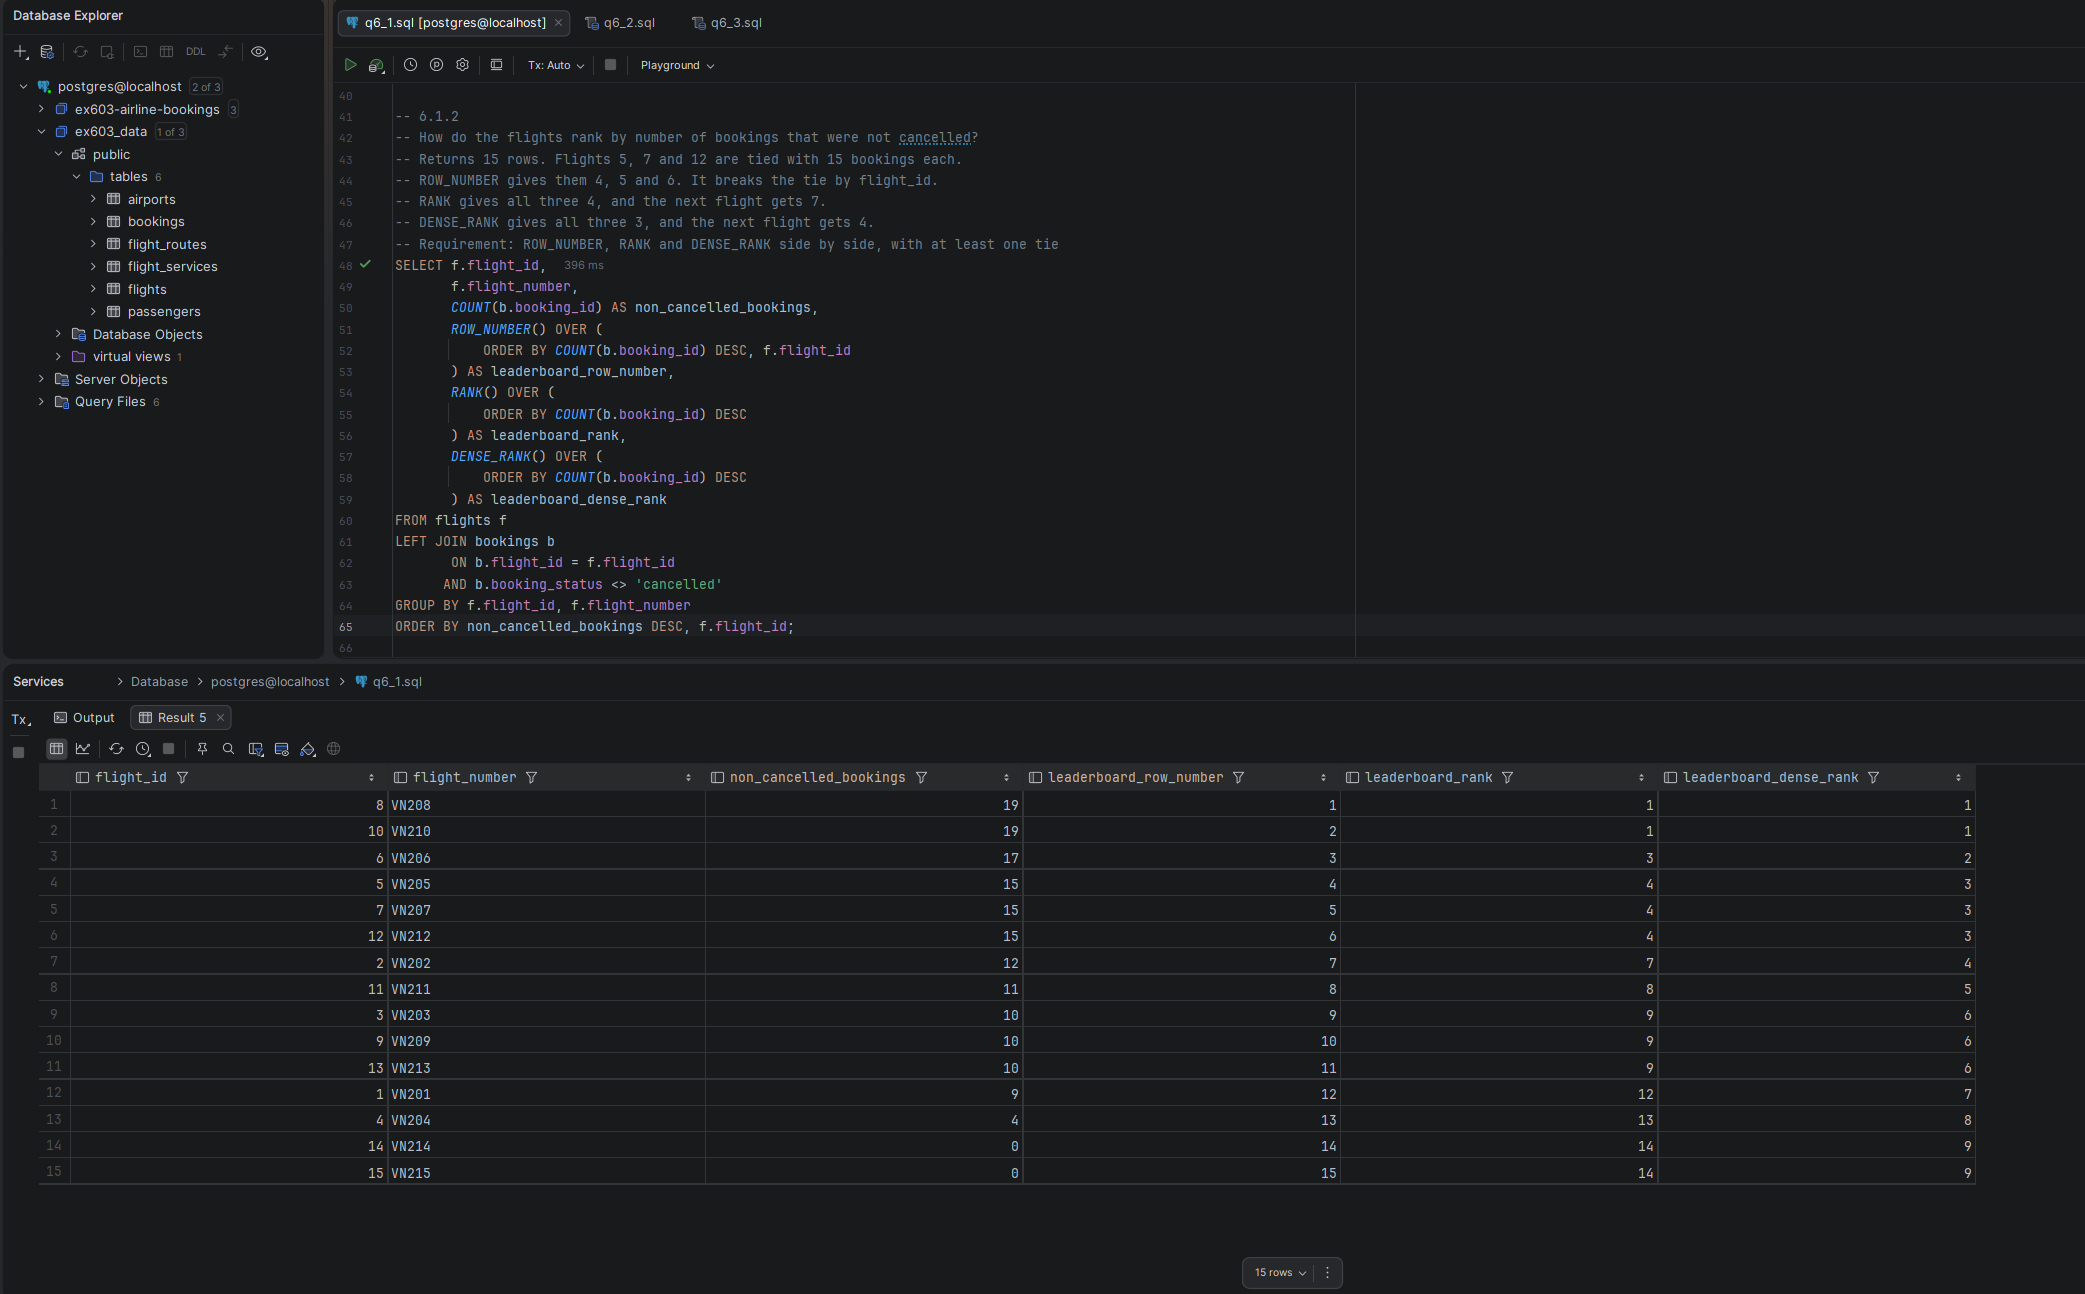 Database Explorer
DDL
postgres@localhost 2 of 3
ex603-airline-bookings 3
ex603_data 1 of 3
public
tables 6
airports
bookings
flight_routes
flight_services
flights
passengers
Database Objects
virtual views 1
Server Objects
Query Files 6
q6_1.sql [postgres@localhost]
q6_2.sql
q6_3.sql
Tx: Auto
Playground
40
41 -- 6.1.2
42 -- How do the flights rank by number of bookings that were not cancelled?
43 -- Returns 15 rows. Flights 5, 7 and 12 are tied with 15 bookings each.
44 -- ROW_NUMBER gives them 4, 5 and 6. It breaks the tie by flight_id.
45 -- RANK gives all three 4, and the next flight gets 7.
46 -- DENSE_RANK gives all three 3, and the next flight gets 4.
47 -- Requirement: ROW_NUMBER, RANK and DENSE_RANK side by side, with at least one tie
48 SELECT f.flight_id, 396 ms
49 f.flight_number,
50 COUNT(b.booking_id) AS non_cancelled_bookings,
51 ROW_NUMBER() OVER (
52 ORDER BY COUNT(b.booking_id) DESC, f.flight_id
53 ) AS leaderboard_row_number,
54 RANK() OVER (
55 ORDER BY COUNT(b.booking_id) DESC
56 ) AS leaderboard_rank,
57 DENSE_RANK() OVER (
58 ORDER BY COUNT(b.booking_id) DESC
59 ) AS leaderboard_dense_rank
60 FROM flights f
61 LEFT JOIN bookings b
62 ON b.flight_id = f.flight_id
63 AND b.booking_status <> 'cancelled'
64 GROUP BY f.flight_id, f.flight_number
65 ORDER BY non_cancelled_bookings DESC, f.flight_id;
66
Services
Database
postgres@localhost
q6_1.sql
Tx
Output
Result 5
flight_id flight_number non_cancelled_bookings leaderboard_row_number leaderboard_rank leaderboard_dense_rank
1 8 VN208 19 1 1 1
2 10 VN210 19 2 1 1
3 6 VN206 17 3 3 2
4 5 VN205 15 4 4 3
5 7 VN207 15 5 4 3
6 12 VN212 15 6 4 3
7 2 VN202 12 7 7 4
8 11 VN211 11 8 8 5
9 3 VN203 10 9 9 6
10 9 VN209 10 10 9 6
11 13 VN213 10 11 9 6
12 1 VN201 9 12 12 7
13 4 VN204 4 13 13 8
14 14 VN214 0 14 14 9
15 15 VN215 0 15 14 9
15 rows